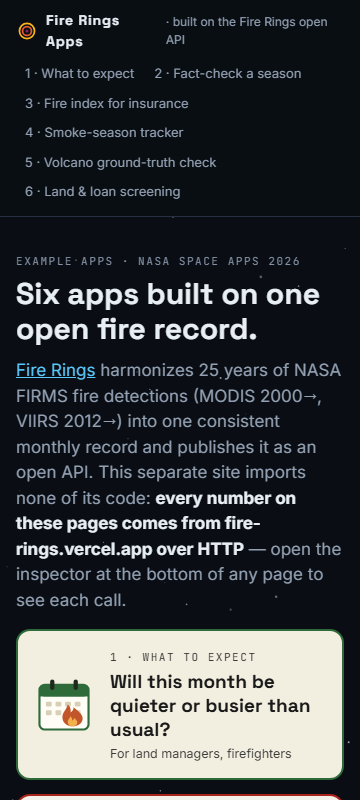 Fire Rings Apps
· built on the Fire Rings open API
1 · What to expect
2 · Fact-check a season
3 · Fire index for insurance
4 · Smoke-season tracker
5 · Volcano ground-truth check
6 · Land & loan screening
EXAMPLE APPS · NASA SPACE APPS 2026
Six apps built on one
open fire record.
Fire Rings harmonizes 25 years of NASA
FIRMS fire detections (MODIS 2000→,
VIIRS 2012→) into one consistent
monthly record and publishes it as an
open API. This separate site imports
none of its code: every number on
these pages comes from fire-
rings.vercel.app over HTTP — open the
inspector at the bottom of any page to
see each call.
1 · WHAT TO EXPECT
Will this month be
quieter or busier than
usual?
For land managers, firefighters